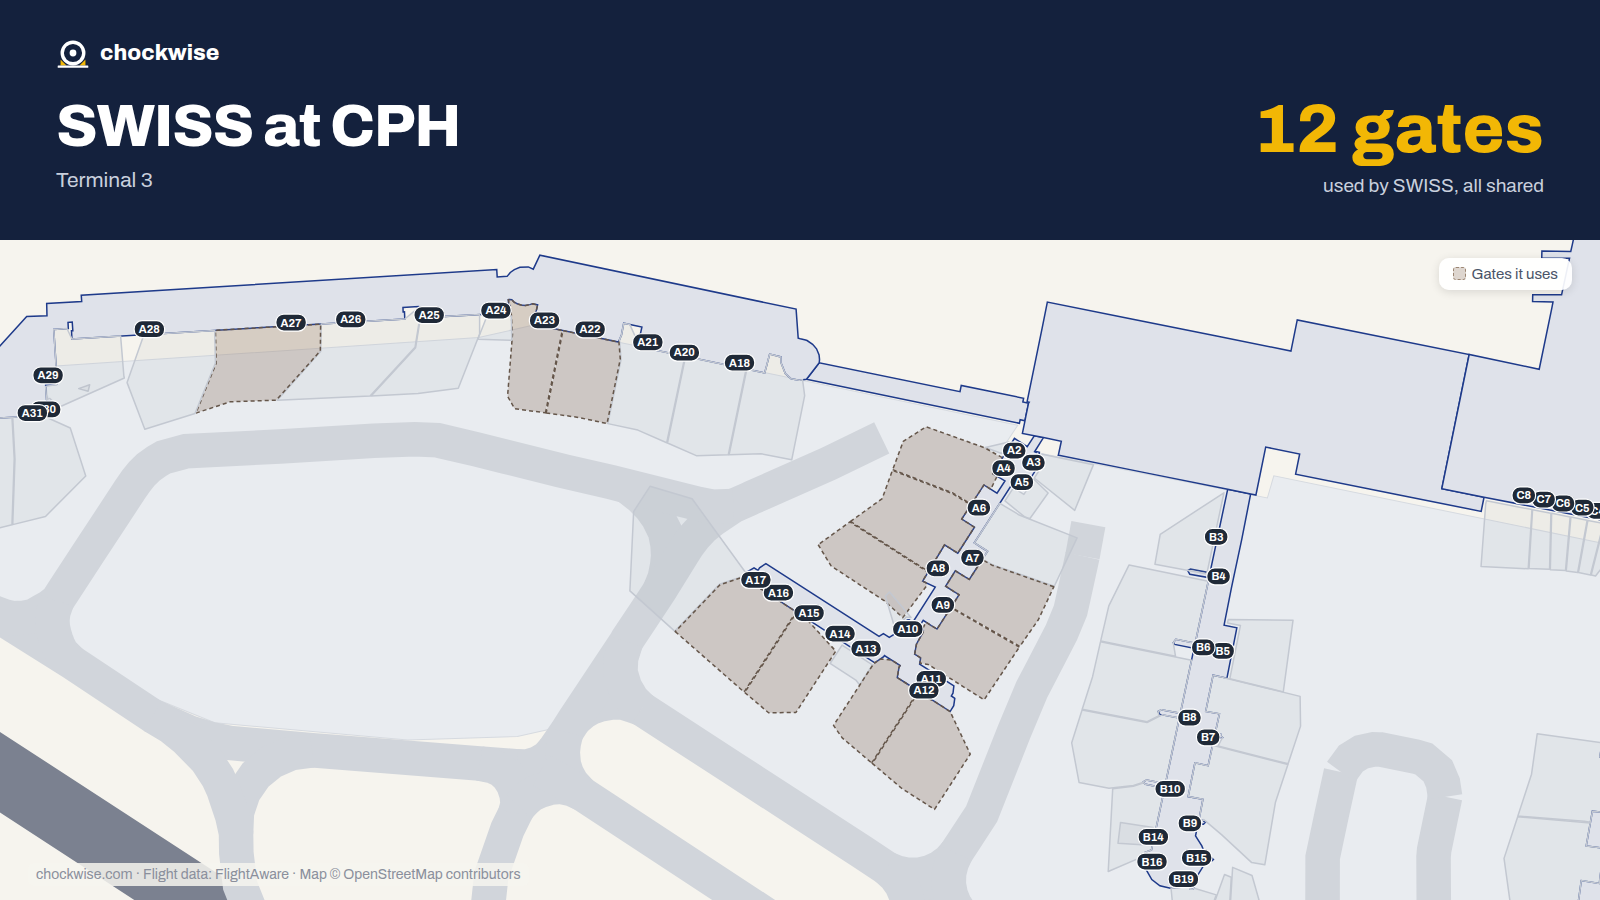 chockwise
SWISS at CPH
12 gates
Terminal 3
used by SWISS, all shared
Gates it uses
A28
A27
A26
A25
A24
A23
A22
A21
A20
A18
A29
A31
A2
A3
A4
A5
A6
A7
A8
A9
A10
A17
A16
A15
A14
A13
A11
A12
C8
C7
C6
C5
B3
B4
B6
B5
B8
B7
B10
B9
B14
B15
B16
B19
chockwise.com · Flight data: FlightAware · Map © OpenStreetMap contributors